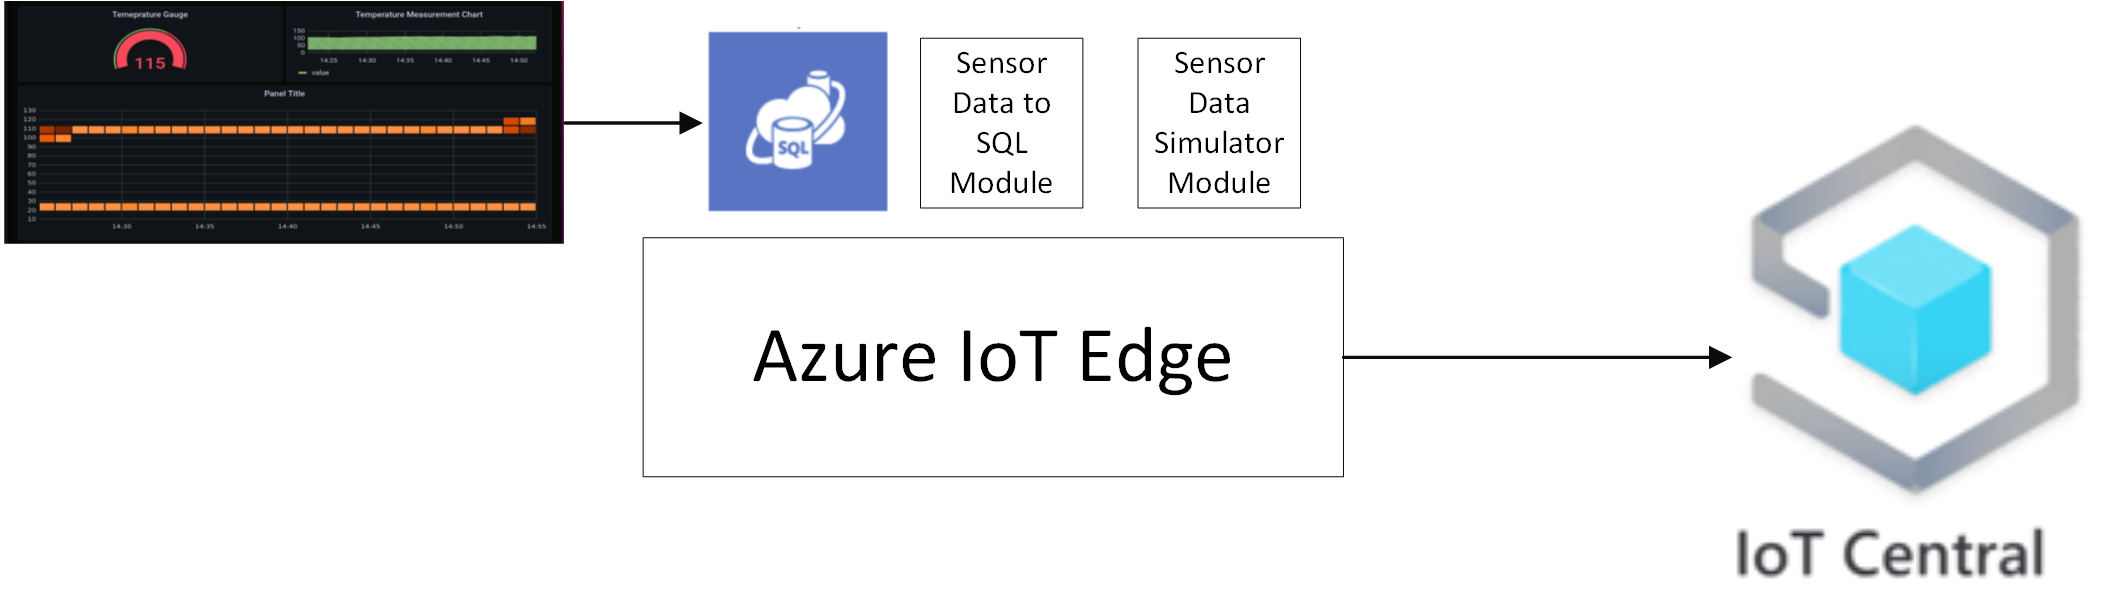 Temeprature Gauge
115
Temperature Measurement Chart
150
100
50
0
14:25 14:30 14:35 14:40 14:45 14:50
value
Panel Title
130
120
110
100
90
80
70
60
50
40
30
20
10
14:30 14:35 14:40 14:45 14:50 14:55
SQL
Sensor
Data to
SQL
Module
Sensor
Data
Simulator
Module
Azure IoT Edge
IoT Central